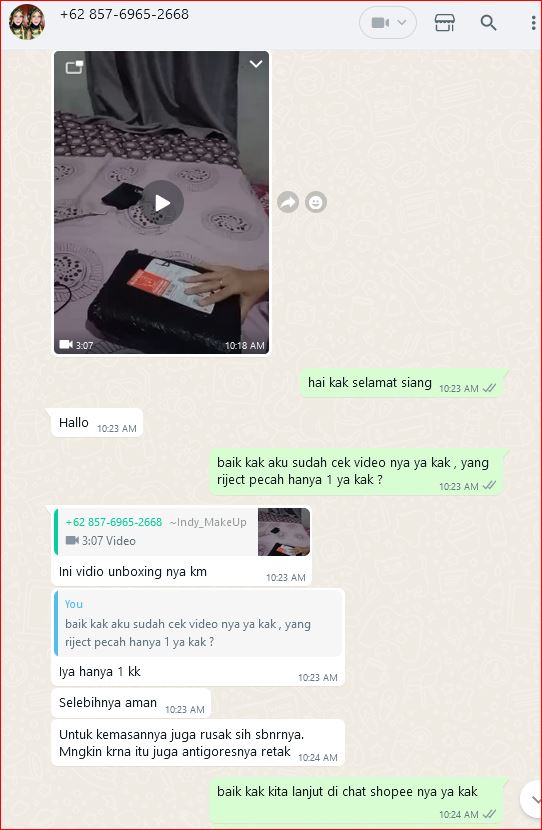 +62 857-6965-2668
3:07
10:18 AM
hai kak selamat siang
10:23 AM
Hallo
10:23 AM
baik kak aku sudah cek video nya ya kak , yang
riject pecah hanya 1 ya kak ?
10:23 AM
+62 857-6965-2668 ~Indy_MakeUp
3:07 Video
Ini vidio unboxing nya km
10:23 AM
You
baik kak aku sudah cek video nya ya kak , yang
riject pecah hanya 1 ya kak ?
Iya hanya 1 kk
10:23 AM
Selebihnya aman
10:23 AM
Untuk kemasannya juga rusak sih sbnrnya.
Mngkin krna itu juga antigoresnya retak
10:24 AM
baik kak kita lanjut di chat shopee nya ya kak
10:24 AM